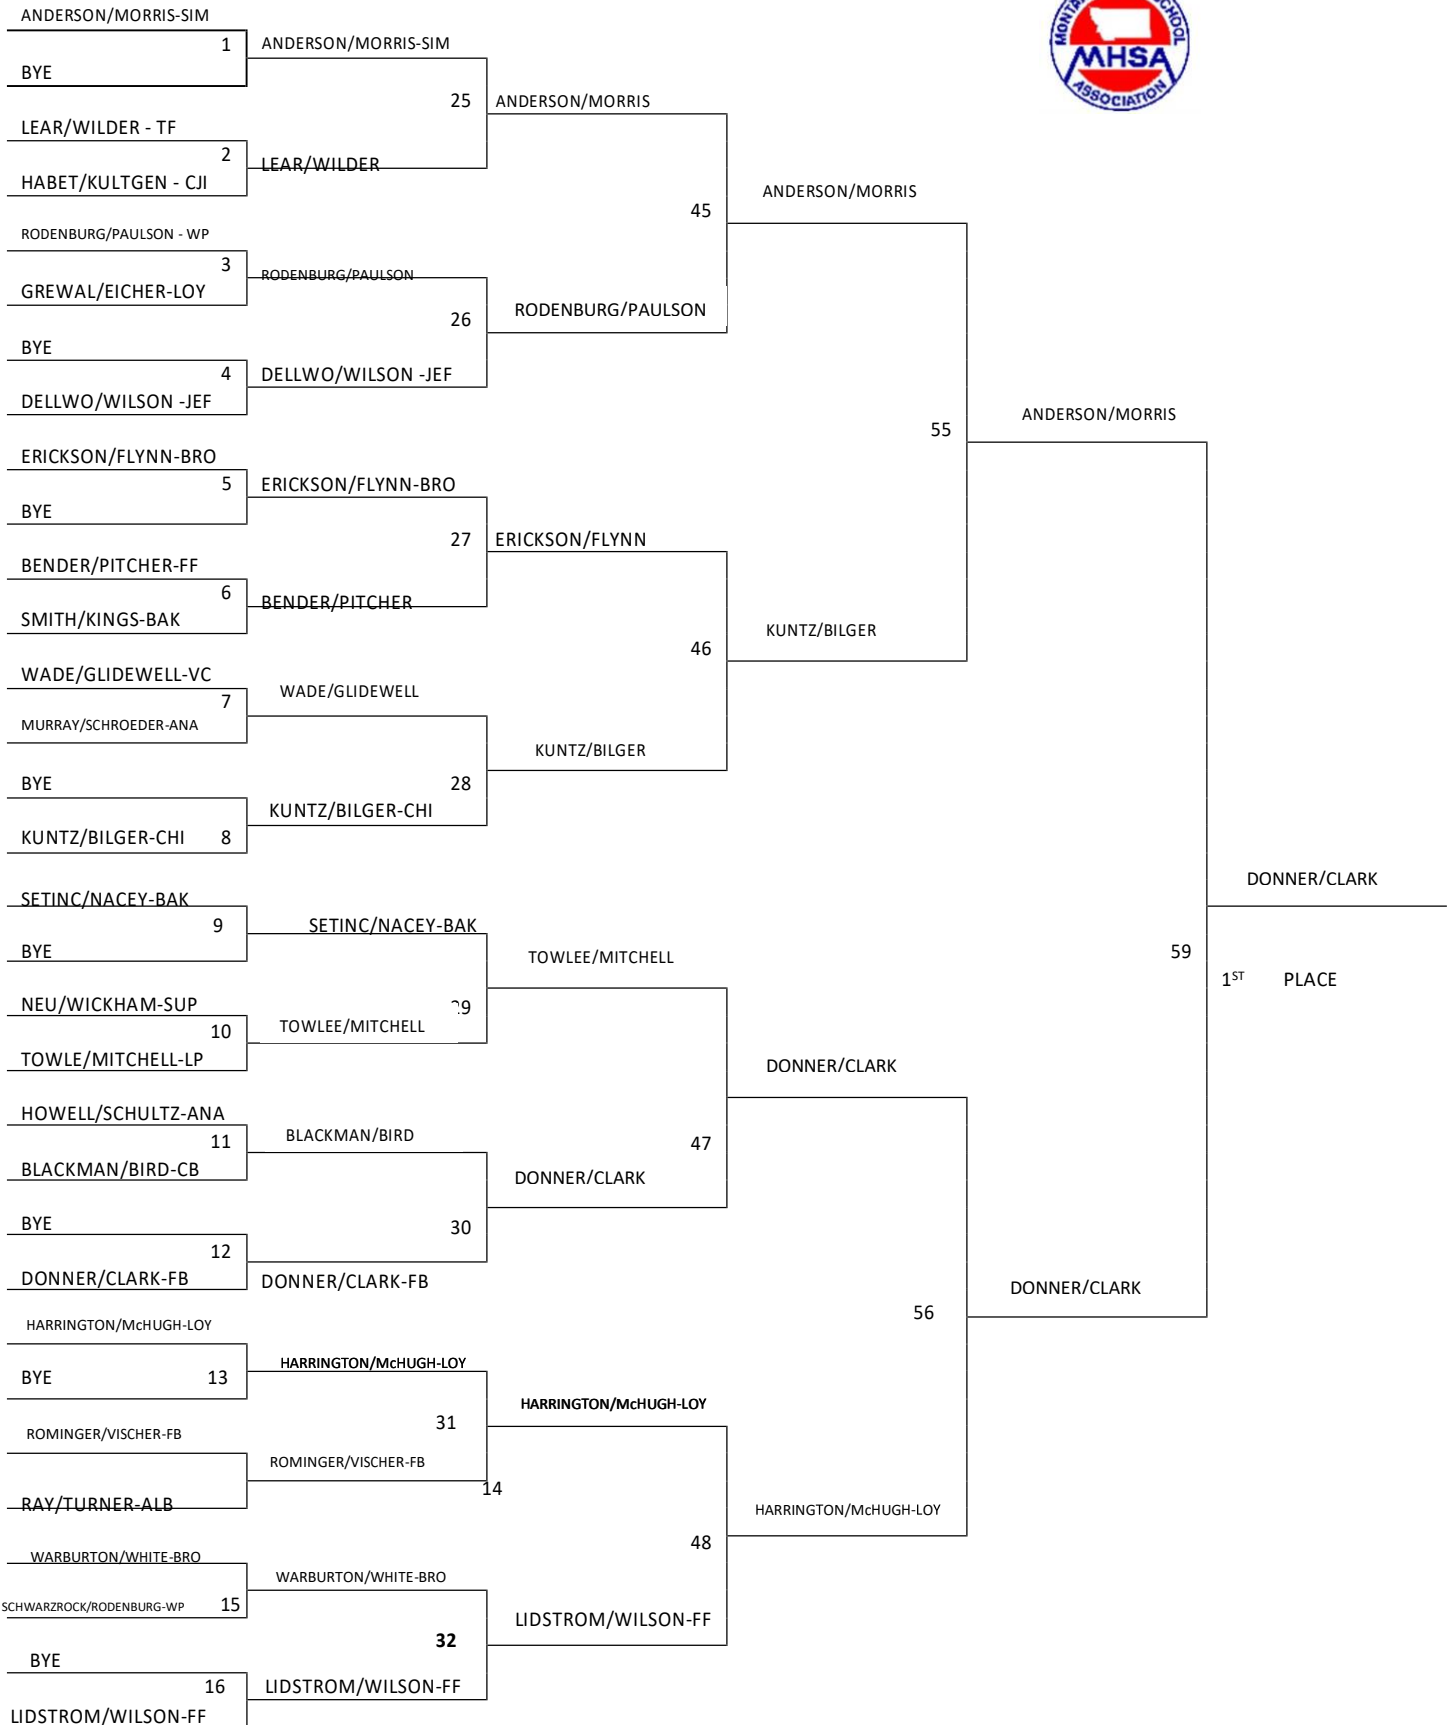 ANDERSON/MORRIS-SIM
1
BYE
ANDERSON/MORRIS-SIM
25
LEAR/WILDER - TF
2
HABET/KULTGEN - CJI
LEAR/WILDER
ANDERSON/MORRIS
45
RODENBURG/PAULSON - WP
3
GREWAL/EICHER-LOY
RODENBURG/PAULSON
26
BYE
4
DELLWO/WILSON -JEF
DELLWO/WILSON -JEF
RODENBURG/PAULSON
ANDERSON/MORRIS
55
ERICKSON/FLYNN-BRO
5
BYE
ERICKSON/FLYNN-BRO
27
BENDER/PITCHER-FF
6
SMITH/KINGS-BAK
BENDER/PITCHER
ERICKSON/FLYNN
46
WADE/GLIDEWELL-VC
7
MURRAY/SCHROEDER-ANA
WADE/GLIDEWELL
28
BYE
KUNTZ/BILGER-CHI 8
KUNTZ/BILGER-CHI
KUNTZ/BILGER
KUNTZ/BILGER
ANDERSON/MORRIS
59
SETINC/NACEY-BAK
9
BYE
SETINC/NACEY-BAK
NEU/WICKHAM-SUP
10
TOWLE/MITCHELL-LP
TOWLEE/MITCHELL
TOWLEE/MITCHELL
47
HOWELL/SCHULTZ-ANA
11
BLACKMAN/BIRD-CB
BLACKMAN/BIRD
30
BYE
12
DONNER/CLARK-FB
DONNER/CLARK-FB
DONNER/CLARK
DONNER/CLARK
56
HARRINGTON/McHUGH-LOY
BYE 13
HARRINGTON/McHUGH-LOY
31
ROMINGER/VISCHER-FB
RAY/TURNER-ALB
ROMINGER/VISCHER-FB
14
HARRINGTON/McHUGH-LOY
48
WARBURTON/WHITE-BRO
SCHWARZROCK/RODENBURG-WP 15
WARBURTON/WHITE-BRO
32
BYE
16
LIDSTROM/WILSON-FF
LIDSTROM/WILSON-FF
LIDSTROM/WILSON-FF
HARRINGTON/McHUGH-LOY
DONNER/CLARK
DONNER/CLARK
1ST PLACE
MHSA
ASSOCIATION